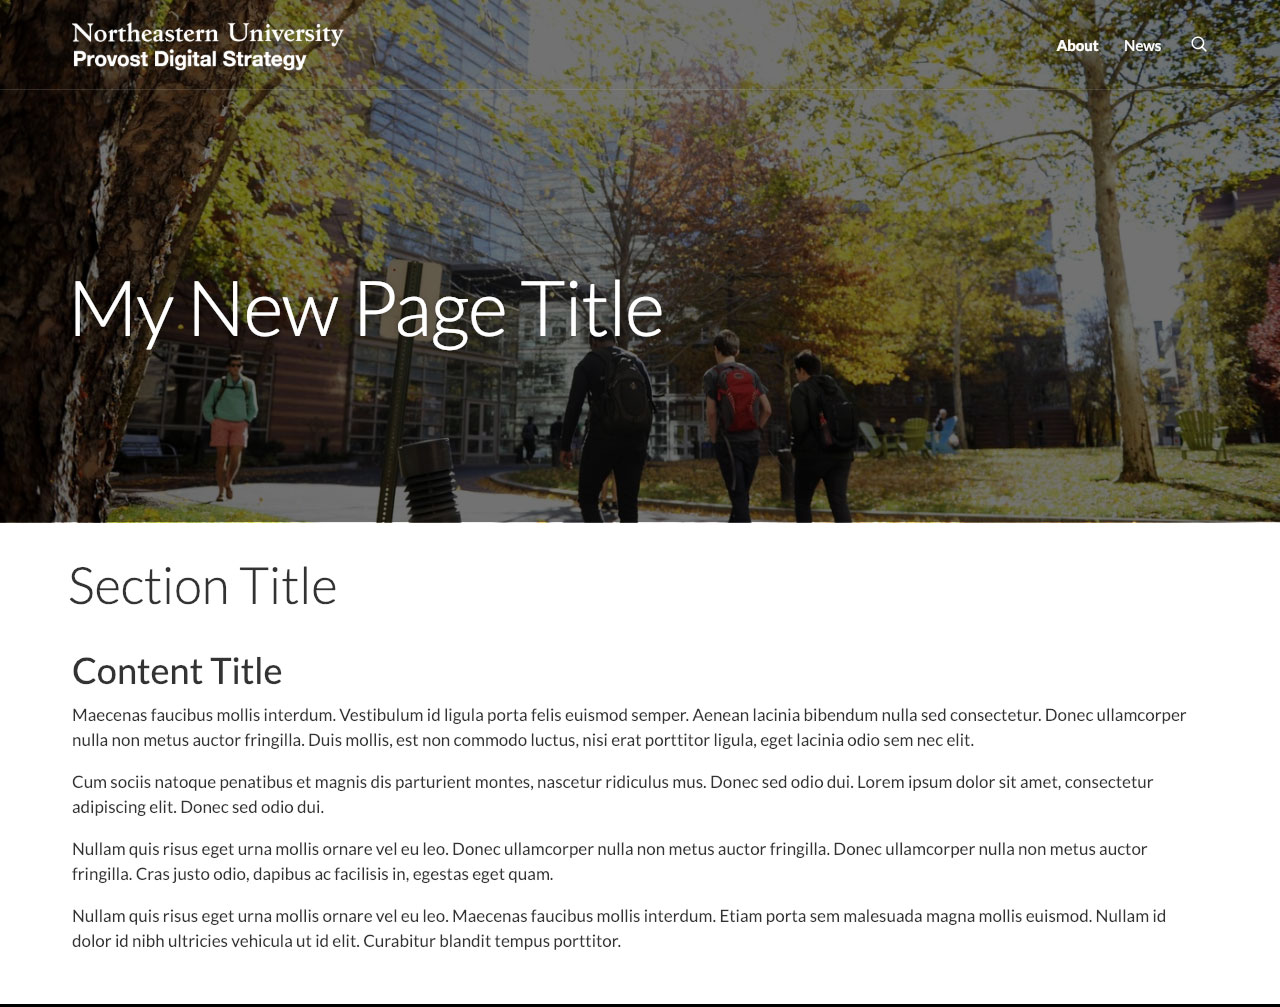 Northeastern University
Provost Digital Strategy
About News
My New Page Title
Section Title
Content Title
Maecenas faucibus mollis interdum. Vestibulum id ligula porta felis euismod semper. Aenean lacinia bibendum nulla sed consectetur. Donec ullamcorper
nulla non metus auctor fringilla. Duis mollis, est non commodo luctus, nisi erat porttitor ligula, eget lacinia odio sem nec elit.
Cum sociis natoque penatibus et magnis dis parturient montes, nascetur ridiculus mus. Donec sed odio dui. Lorem ipsum dolor sit amet, consectetur
adipiscing elit. Donec sed odio dui.
Nullam quis risus eget urna mollis ornare vel eu leo. Donec ullamcorper nulla non metus auctor fringilla. Donec ullamcorper nulla non metus auctor
fringilla. Cras justo odio, dapibus ac facilisis in, egestas eget quam.
Nullam quis risus eget urna mollis ornare vel eu leo. Maecenas faucibus mollis interdum. Etiam porta sem malesuada magna mollis euismod. Nullam id
dolor id nibh ultricies vehicula ut id elit. Curabitur blandit tempus porttitor.